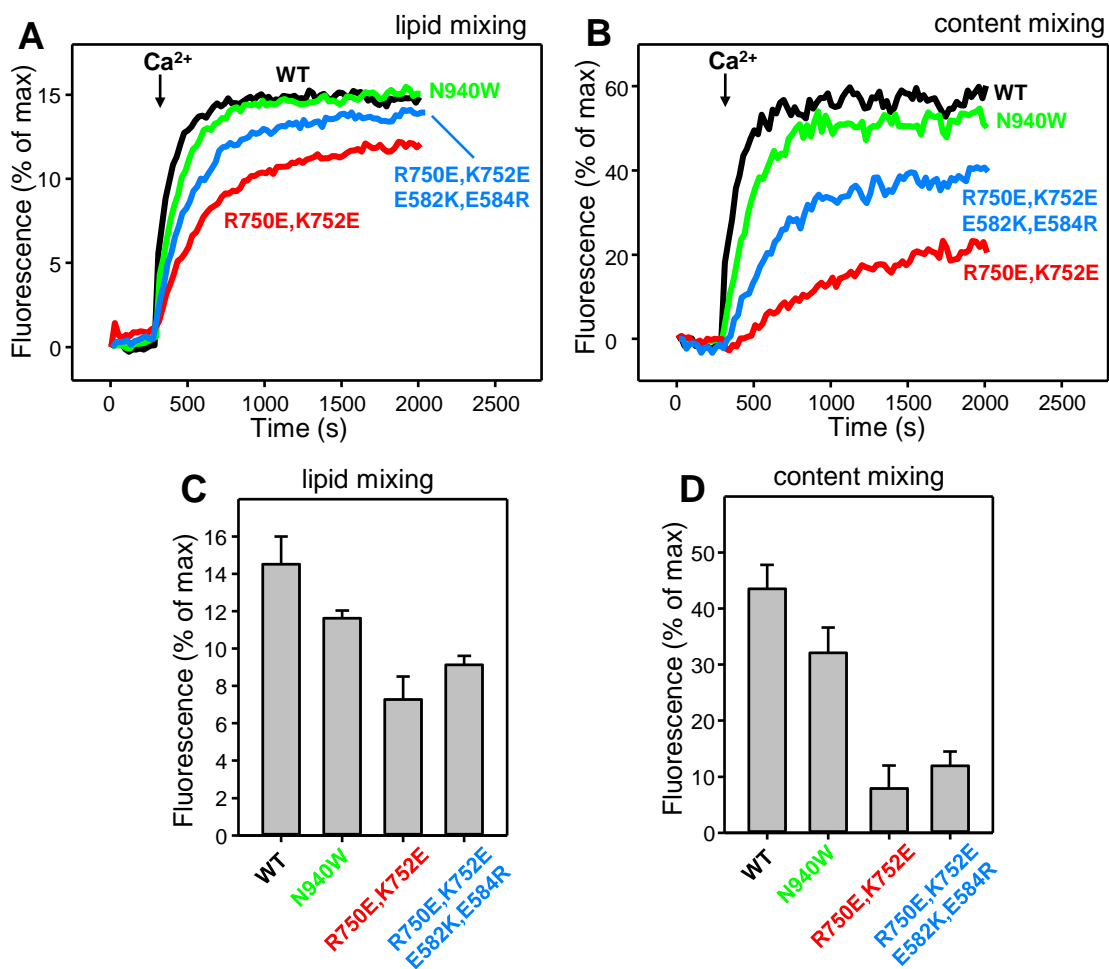 A
lipid mixing
Fluorescence (% of max)
15
10
5
0
Ca2+
WT
N940W
R750E,K752E
E582K,E584R
R750E,K752E
0 500 1000 1500 2000 2500
Time (s)
B
content mixing
Fluorescence (% of max)
60
40
20
0
Ca2+
WT
N940W
R750E,K752E
E582K,E584R
R750E,K752E
0 500 1000 1500 2000 2500
Time (s)
C
lipid mixing
Fluorescence (% of max)
16
14
12
10
8
6
4
2
0
WT
N940W
R750E,K752E
R750E,K752E
E582K,E584R
D
content mixing
Fluorescence (% of max)
50
40
30
20
10
0
WT
N940W
R750E,K752E
R750E,K752E
E582K,E584R